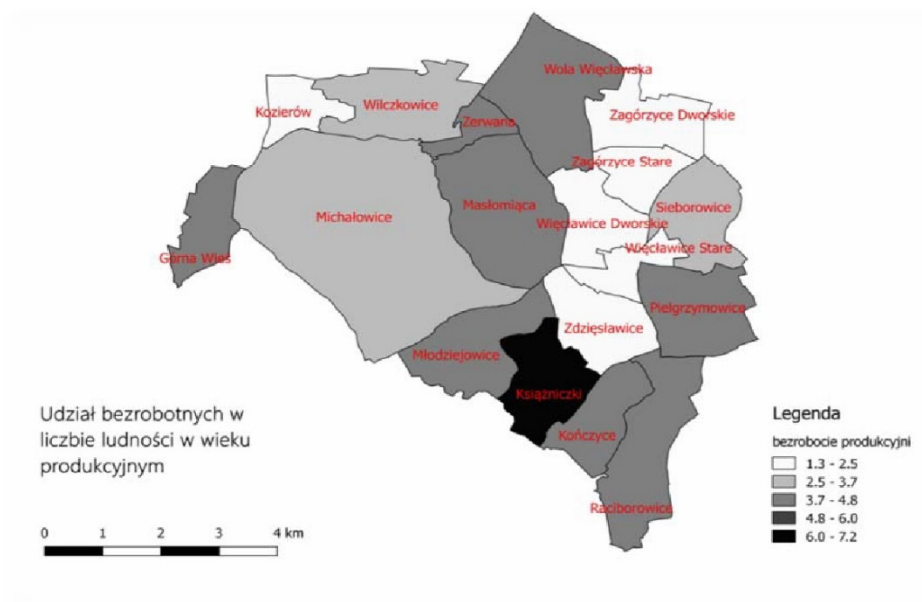 Wola Więcławska
Wilczkowice
Kozierów
Zerwana
Zagórzyce Dworskie
Zagórzyce Stare
Masłomiąca
Sieborowice
Michałowice
Więcławice Dworskie
Więcławice Stare
Górna Wieś
Pielgrzymowice
Zdzięsławice
Młodziejowice
Książniczki
Kończyce
Raciborowice
Udział bezrobotnych w
liczbie ludności w wieku
produkcyjnym
0 1 2 3 4 km
Legenda
bezrobocie produkcyjni
1.3 - 2.5
2.5 - 3.7
3.7 - 4.8
4.8 - 6.0
6.0 - 7.2